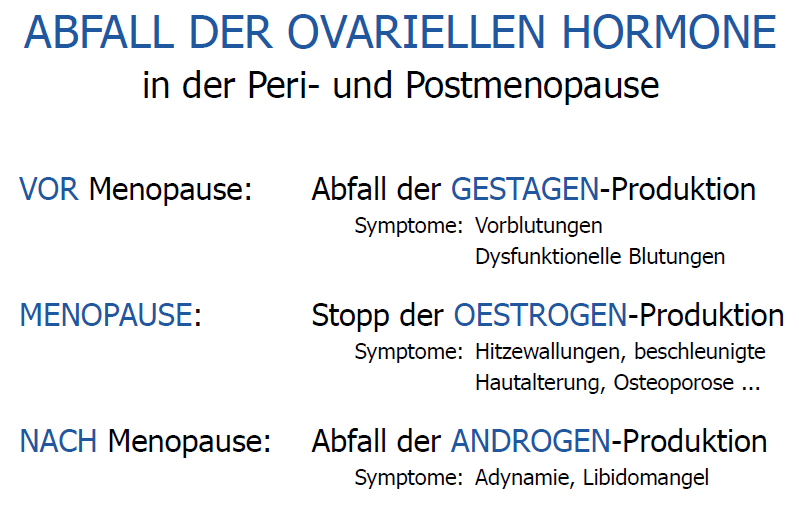 ABFALL DER OVARIELLEN HORMONE
in der Peri- und Postmenopause
VOR Menopause: Abfall der GESTAGEN-Produktion
Symptome: Vorblutungen
Dysfunktionelle Blutungen
MENOPAUSE: Stopp der OESTROGEN-Produktion
Symptome: Hitzewallungen, beschleunigte
Hautalterung, Osteoporose ...
NACH Menopause: Abfall der ANDROGEN-Produktion
Symptome: Adynamie, Libidomangel